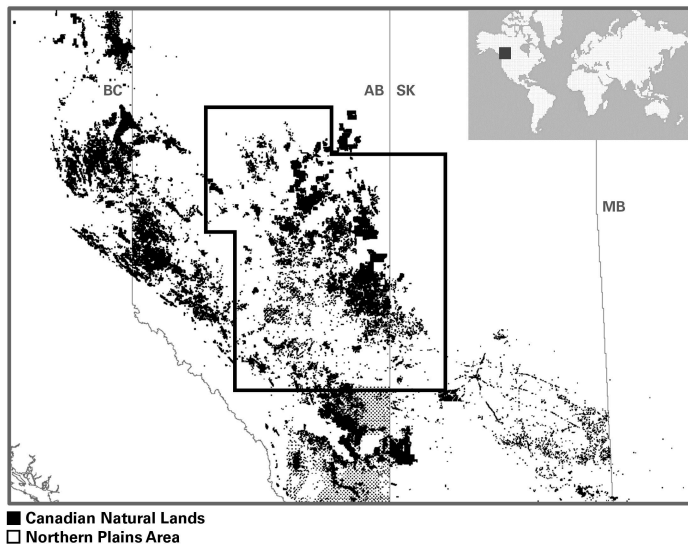 BC
AB SK
MB
Canadian Natural Lands
Northern Plains Area